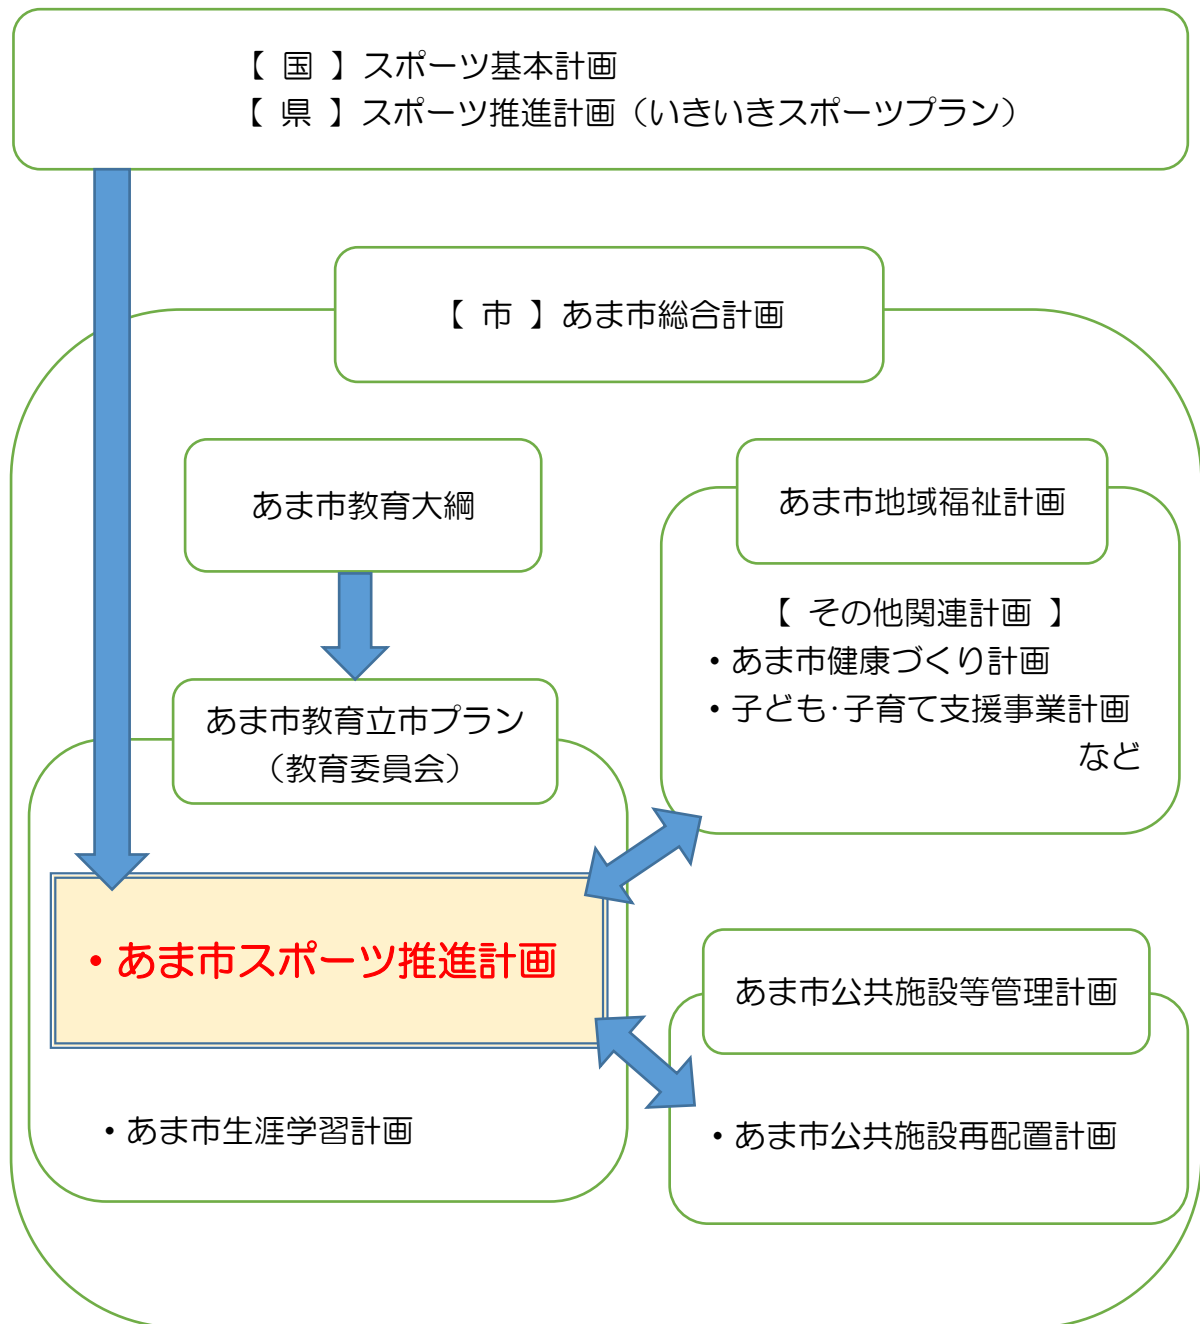 【 国 】スポーツ基本計画
【 県 】スポーツ推進計画（いきいきスポーツプラン）
【 市 】あま市総合計画
あま市教育大綱
あま市教育立市プラン
（教育委員会）
・あま市スポーツ推進計画
・あま市生涯学習計画
あま市地域福祉計画
【 その他関連計画 】
・あま市健康づくり計画
・子ども・子育て支援事業計画
など
あま市公共施設等管理計画
・あま市公共施設再配置計画